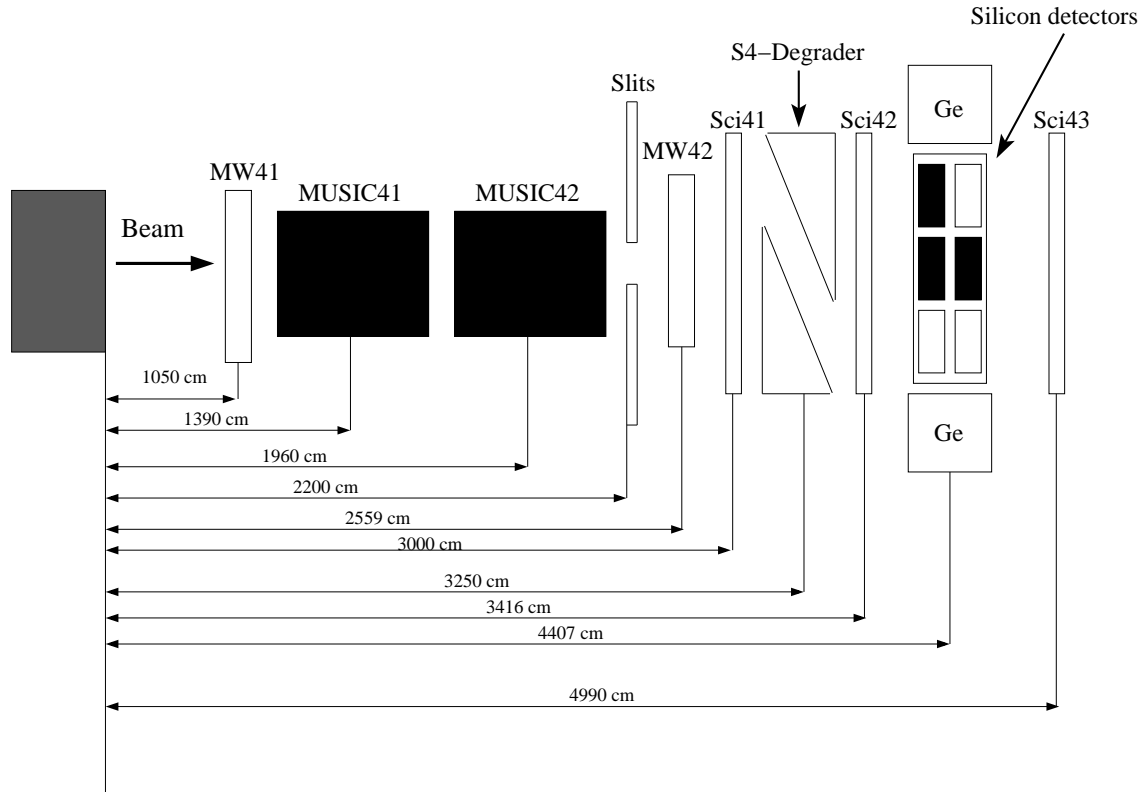 Silicon detectors
S4−Degrader
Slits
Ge
Sci41
Sci42
Sci43
MW42
MW41
MUSIC41
MUSIC42
Beam
1050 cm
1390 cm
Ge
1960 cm
2200 cm
2559 cm
3000 cm
3250 cm
3416 cm
4407 cm
4990 cm